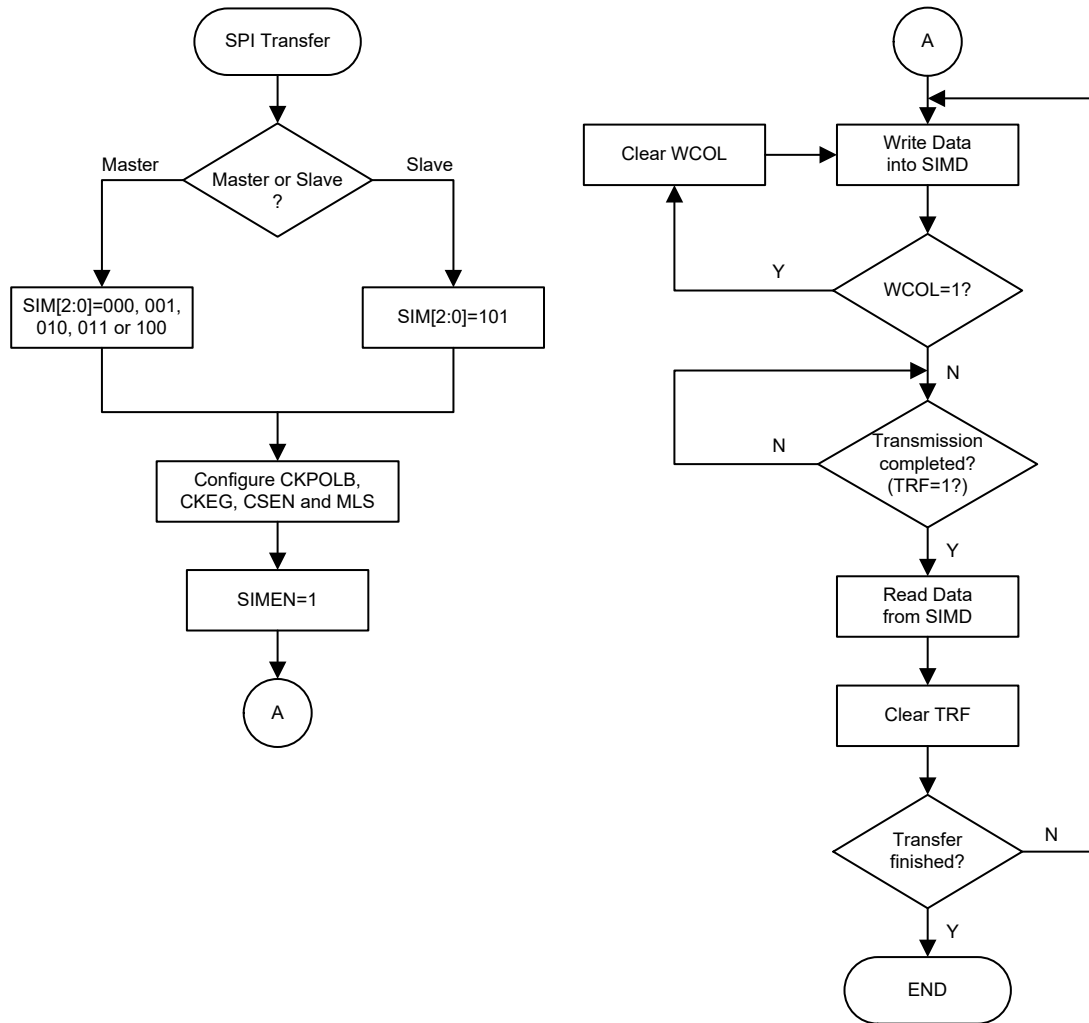 SPI Transfer
Master or Slave
?
Master
Slave
SIM[2:0]=000, 001,
010, 011 or 100
SIM[2:0]=101
Configure CKPOLB,
CKEG, CSEN and MLS
SIMEN=1
A
A
Write Data
into SIMD
Clear WCOL
WCOL=1?
Y
N
Transmission
completed?
(TRF=1?)
N
Y
Read Data
from SIMD
Clear TRF
Transfer
finished?
N
Y
END